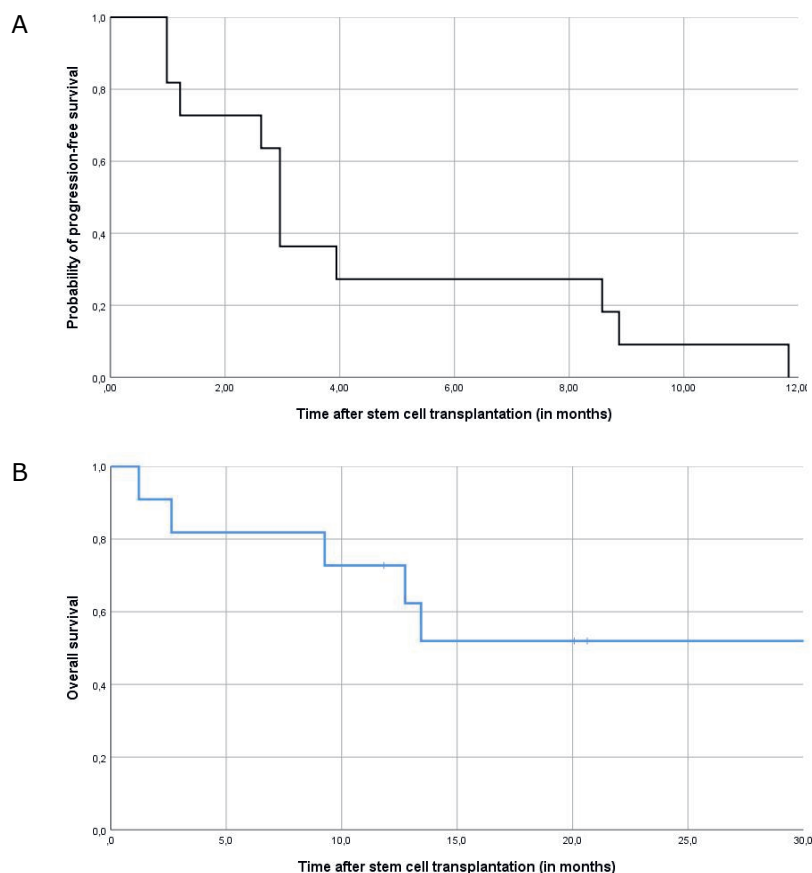 A
Probability of progression-free survival
1,0
0,8
0,6
0,4
0,2
0,0
,00 2,00 4,00 6,00 8,00 10,00 12,00
Time after stem cell transplantation (in months)
B
Overall survival
1,0
0,8
0,6
0,4
0,2
0,0
,0 5,0 10,0 15,0 20,0 25,0 30,0
Time after stem cell transplantation (in months)